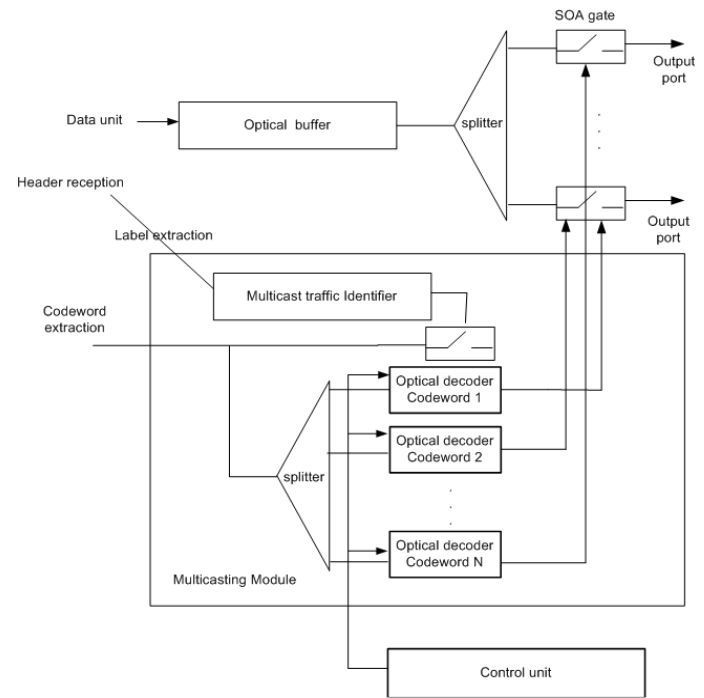 SOA gate
Output
port
Data unit
Optical buffer
splitter
Header reception
Output
port
Label extraction
Multicast traffic Identifier
Codeword
extraction
Optical decoder
Codeword 1
Optical decoder
Codeword 2
splitter
Optical decoder
Codeword N
Multicasting Module
Control unit